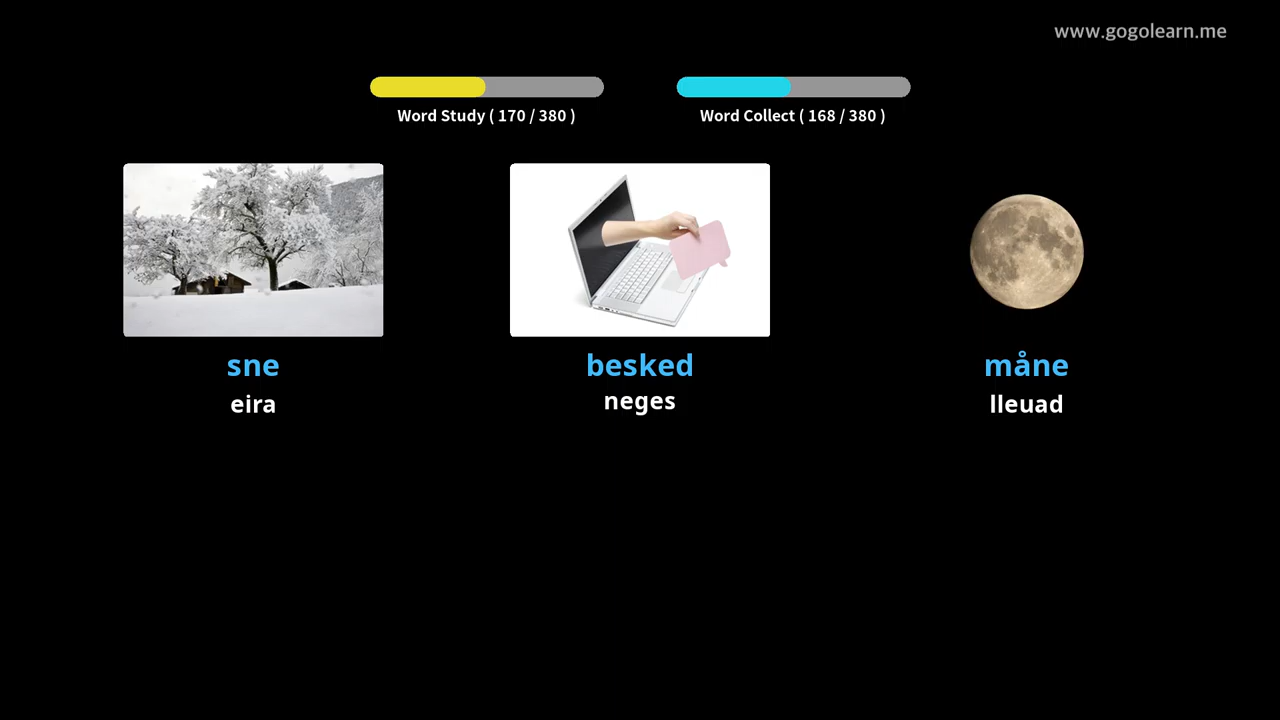 www.gogolearn.me
Word Study ( 170 / 380 )
Word Collect ( 168 / 380 )
sne
eira
besked
neges
måne
lleuad